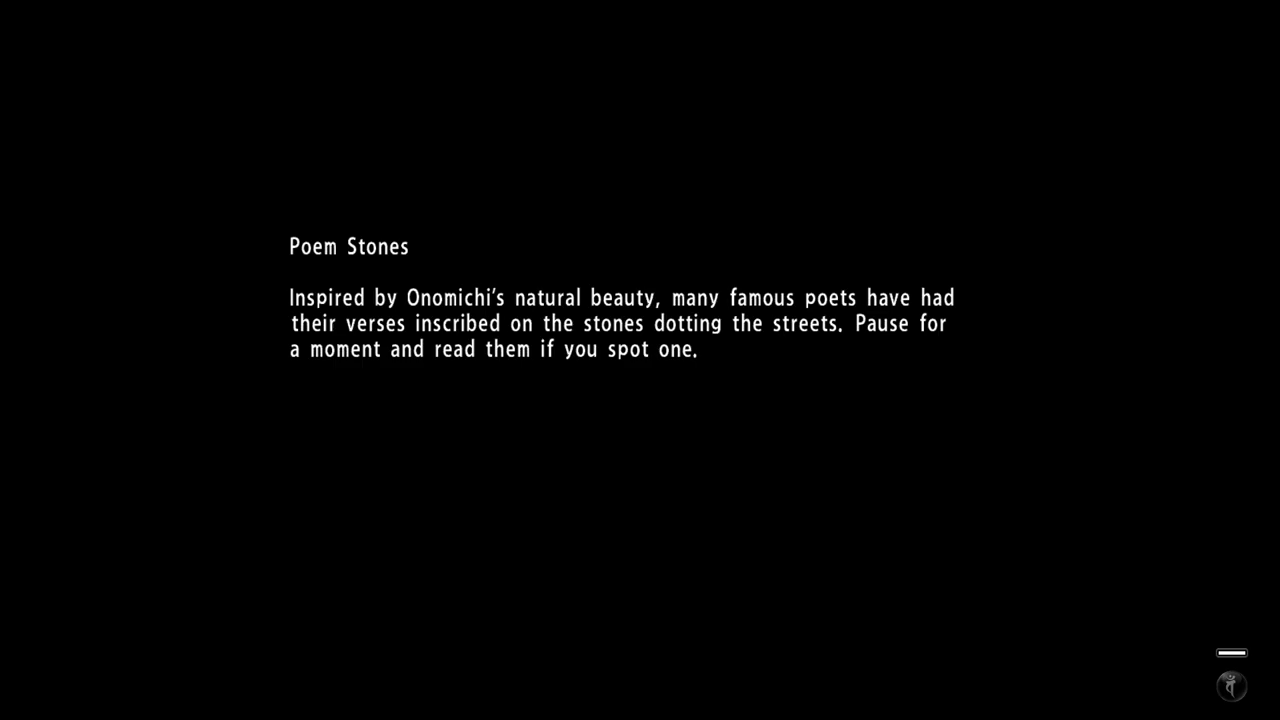 Poem Stones
Inspired by Onomichi's natural beauty, many famous poets have had
their verses inscribed on the stones dotting the streets. Pause for
a moment and read them if you spot one.